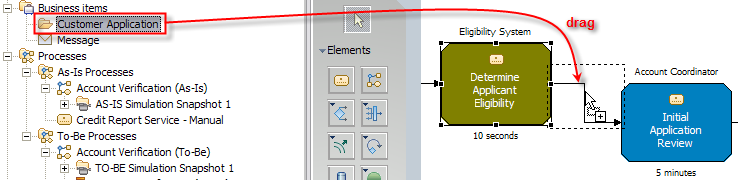 Business items
Customer Application
Message
Processes
As-Is Processes
Account Verification (As-Is)
AS-IS Simulation Snapshot 1
Credit Report Service - Manual
To-Be Processes
Account Verification (To-Be)
TO-BE Simulation Snapshot 1
Elements
drag
Eligibility System
Determine
Applicant
Eligibility
10 seconds
Account Coordinator
Initial
Application
Review
5 minutes